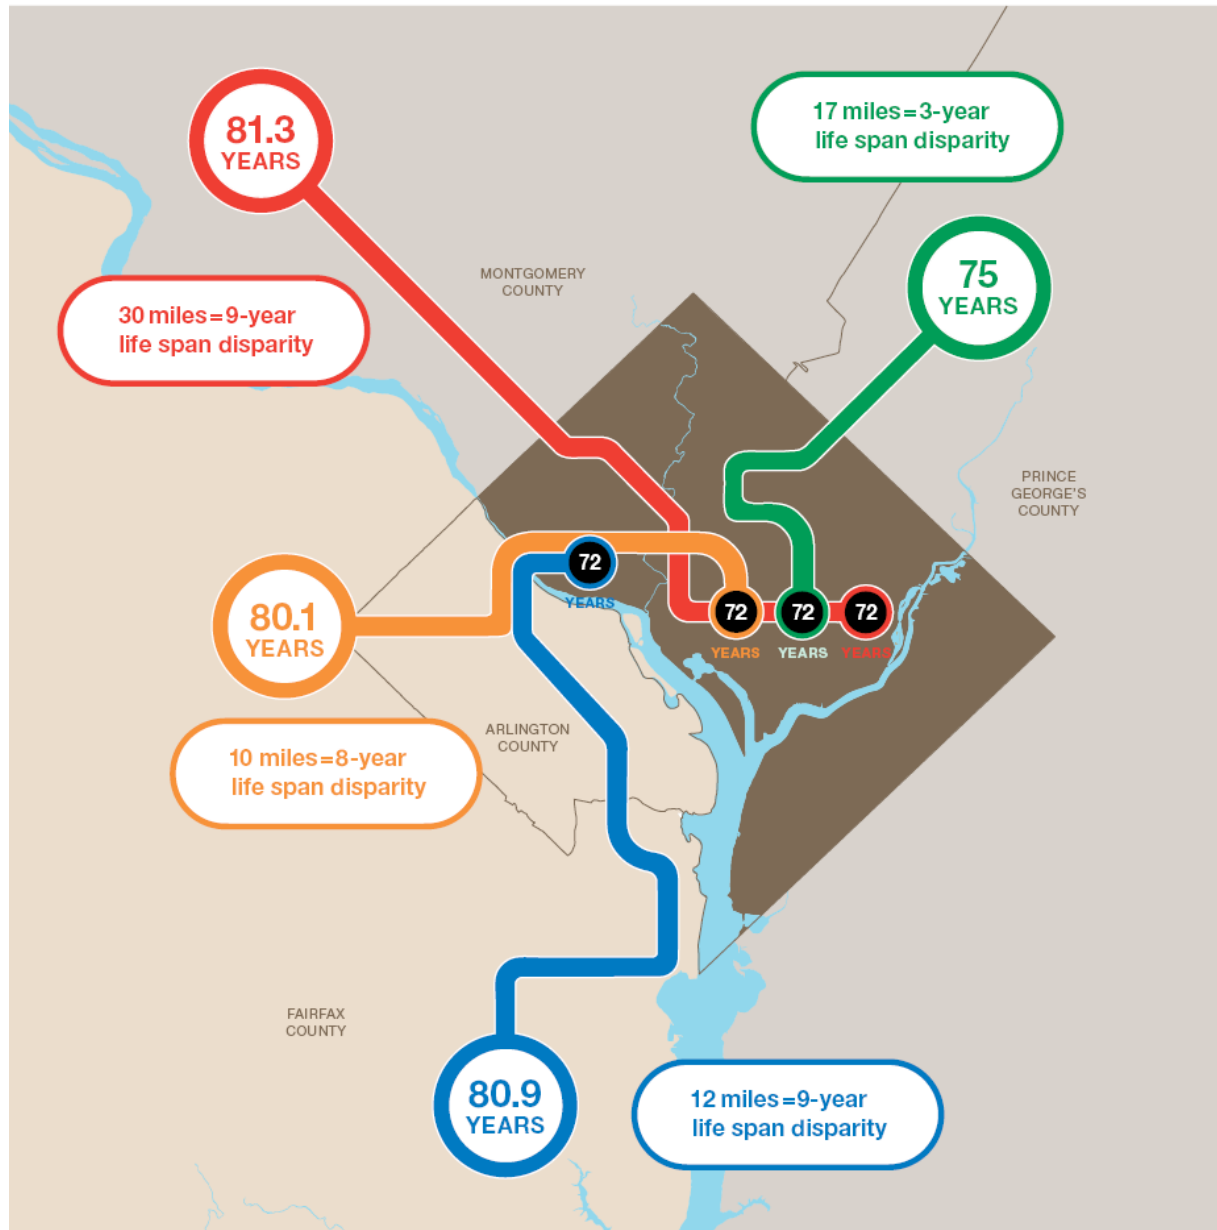 81.3
YEARS
17 miles=3-year
life span disparity
75
YEARS
MONTGOMERY
COUNTY
30 miles=9-year
life span disparity
PRINCE
GEORGE'S
COUNTY
72
YEARS
80.1
YEARS
72
YEARS
72
YEARS
72
YEARS
ARLINGTON
COUNTY
10 miles=8-year
life span disparity
FAIRFAX
COUNTY
80.9
YEARS
12 miles=9-year
life span disparity